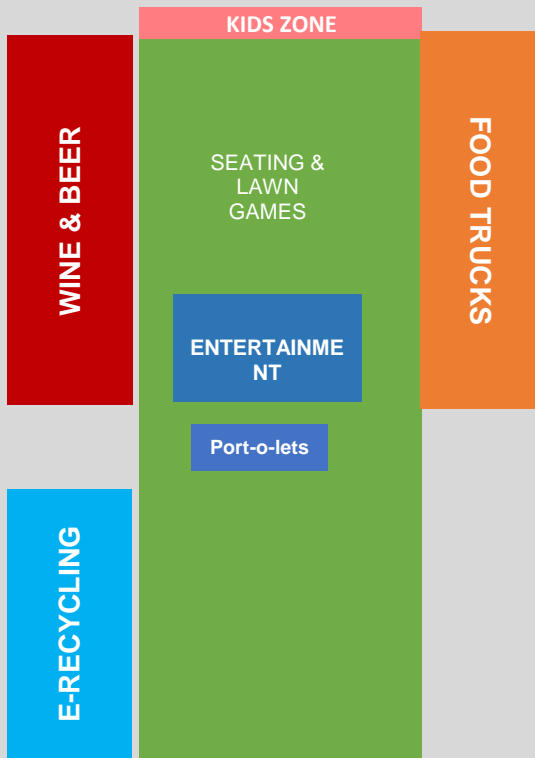 KIDS ZONE
WINE & BEER
SEATING &
LAWN
GAMES
FOOD TRUCKS
ENTERTAINME
NT
Port-o-lets
E-RECYCLING